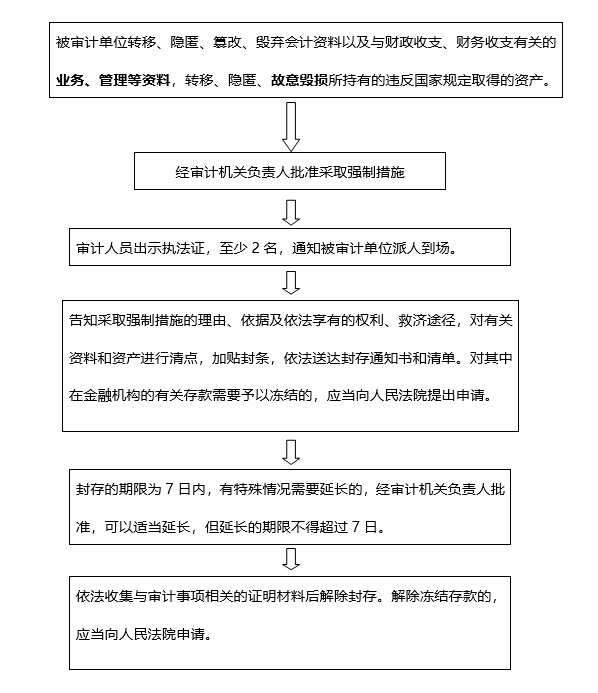 被审计单位转移、隐匿、篡改、毁弃会计资料以及与财政收支、财务收支有关的
业务、管理等资料，转移、隐匿、故意毁损所持有的违反国家规定取得的资产。
经审计机关负责人批准采取强制措施
审计人员出示执法证，至少 2 名，通知被审计单位派人到场。
告知采取强制措施的理由、依据及依法享有的权利、救济途径，对有关
资料和资产进行清点，加贴封条，依法送达封存通知书和清单。对其中
在金融机构的有关存款需要予以冻结的，应当向人民法院提出申请。
封存的期限为 7 日内，有特殊情况需要延长的，经审计机关负责人批
准，可以适当延长，但延长的期限不得超过 7 日。
依法收集与审计事项相关的证明材料后解除封存。解除冻结存款的，
应当向人民法院申请。